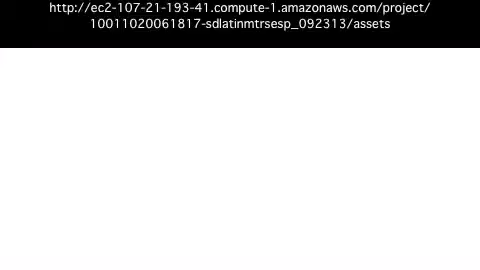 http://ec2-107-21-193-41.compute-1.amazonaws.com/project/
10011020061817-sdlatinmtrsesp_092313/assets